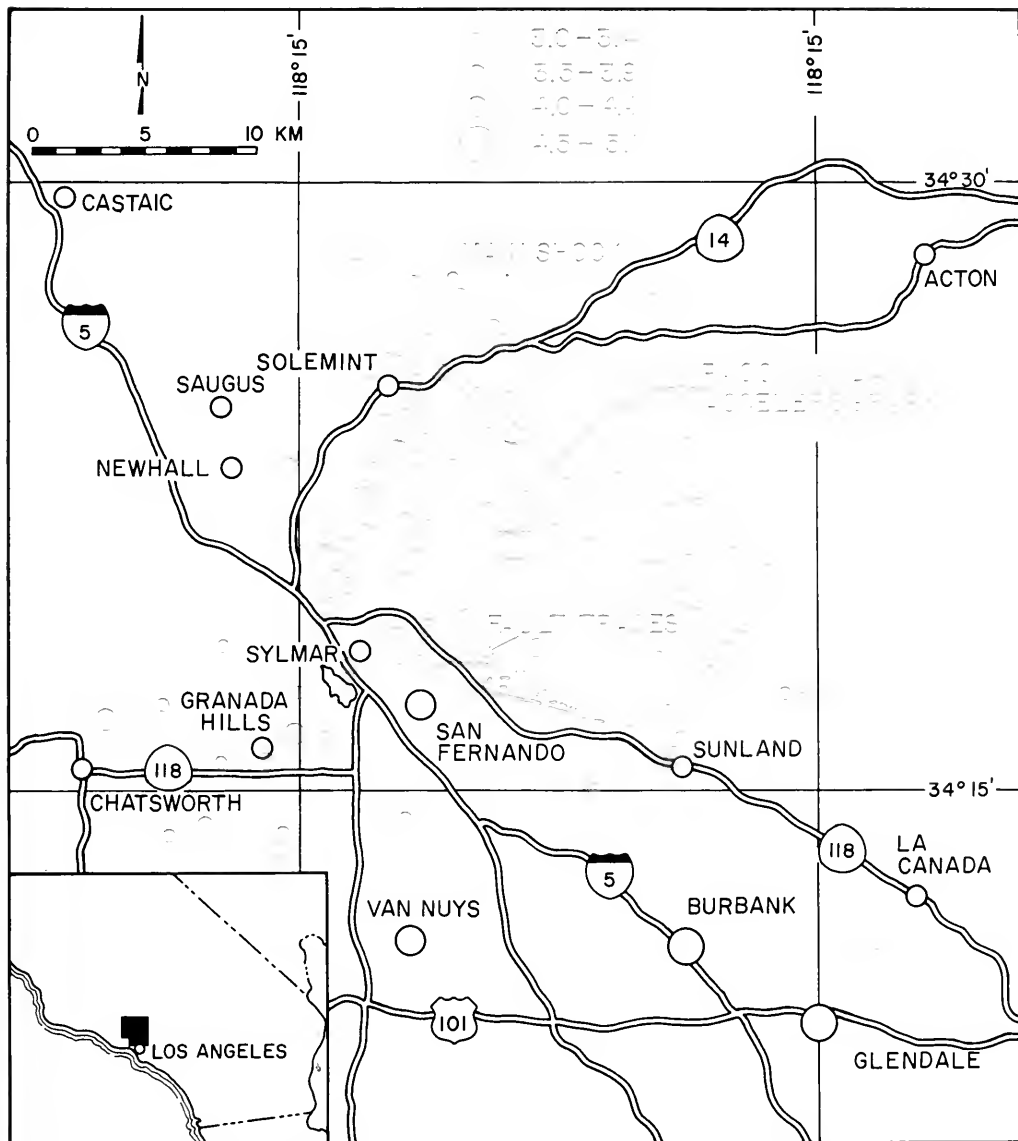 118°15'
118°15'
N
0 5 10 KM
34°30'
CASTAIC
14
ACTON
5
SOLEMINT
SAUGUS
NEWHALL
SYLMAR
GRANADA
HILLS
SAN
FERNANDO
SUNLAND
118
CHATSWORTH
34°15'
118
LA
CANADA
5
VAN NUYS
BURBANK
101
LOS ANGELES
GLENDALE